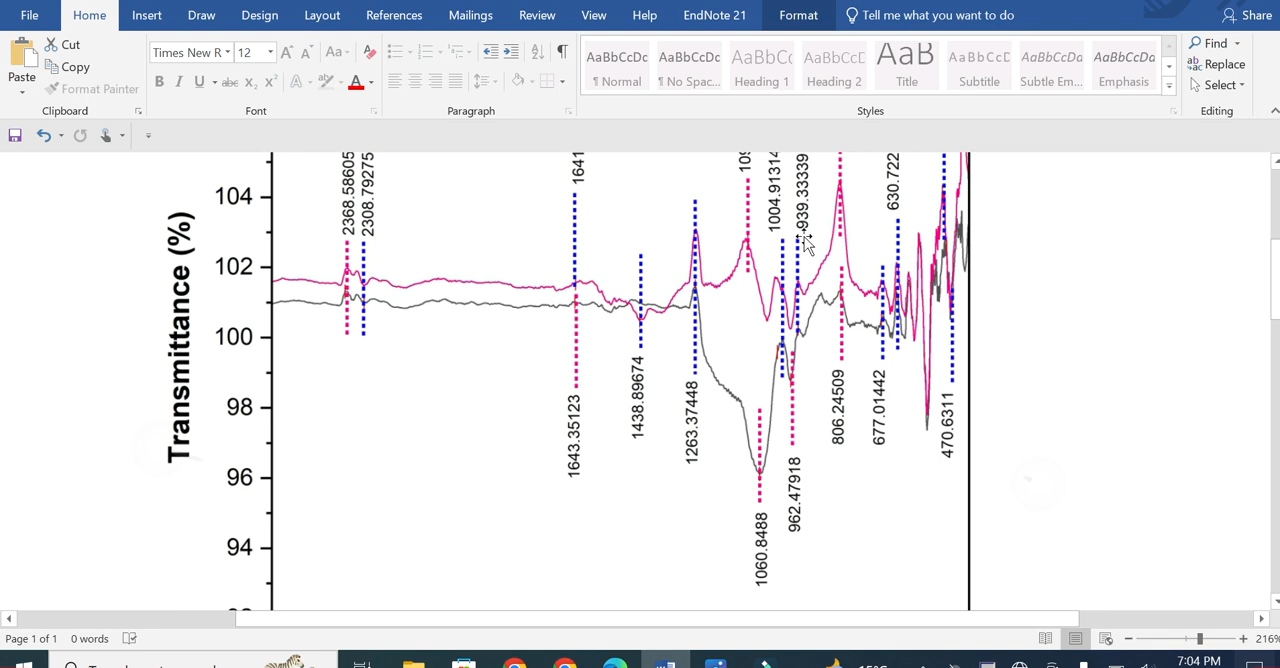 File Home Insert Draw Design Layout References Mailings Review View Help EndNote 21 Format Tell me what you want to do Share
Paste Cut Copy Format Painter
Times New R 12
AaBbCcDc AaBbCcDc AaBbCc AaBbCcD AaB AaBbCcD AaBbCcDc AaBbCcDc
¶ Normal ¶ No Spac... Heading 1 Heading 2 Title Subtitle Subtle Em... Emphasis
Find
Replace
Select
Clipboard Font Paragraph Styles Editing
Transmittance (%)
104
102
100
98
96
94
2368.58605
2308.79275
1641
1643.35123
1438.89674
1263.37448
1060.8488
1004.91314
939.33339
962.47918
806.24509
677.01442
630.722
470.6311
Page 1 of 1 0 words 216%
7:04 PM